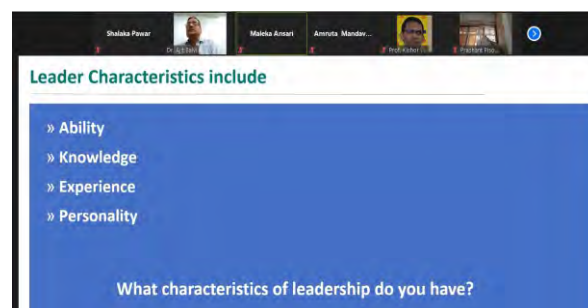 Shalaka Pawar
Maleka Ansari
Amruta Mandav...
Leader Characteristics include
» Ability
» Knowledge
» Experience
» Personality
What characteristics of leadership do you have?